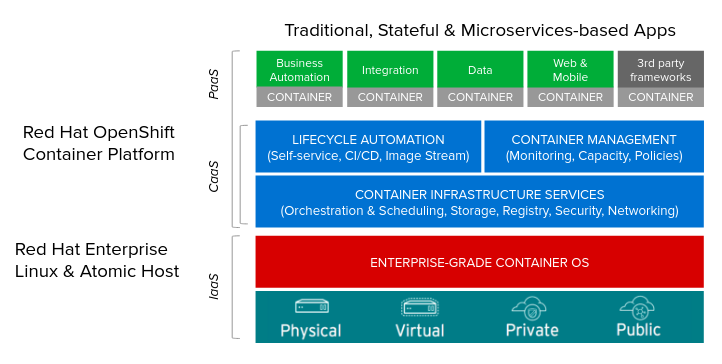 Traditional, Stateful & Microservices-based Apps
PaaS
Business
Automation
Integration
Data
Web &
Mobile
3rd party
frameworks
CONTAINER
CONTAINER
CONTAINER
CONTAINER
CONTAINER
Red Hat OpenShift
Container Platform
CaaS
LIFECYCLE AUTOMATION
(Self-service, CI/CD, Image Stream)
CONTAINER MANAGEMENT
(Monitoring, Capacity, Policies)
CONTAINER INFRASTRUCTURE SERVICES
(Orchestration & Scheduling, Storage, Registry, Security, Networking)
Red Hat Enterprise
Linux & Atomic Host
IaaS
ENTERPRISE-GRADE CONTAINER OS
Physical
Virtual
Private
Public